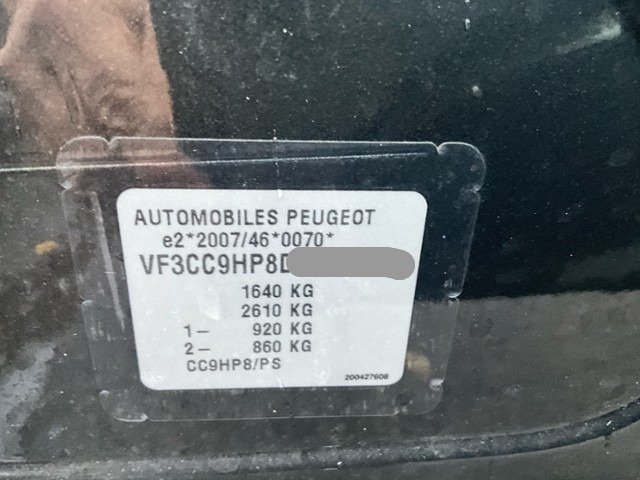 AUTOMOBILES PEUGEOT
e2*2007/46*0070*
VF3CC9HP8D
1640 KG
2610 KG
1– 920 KG
2– 860 KG
CC9HP8/PS
200427608